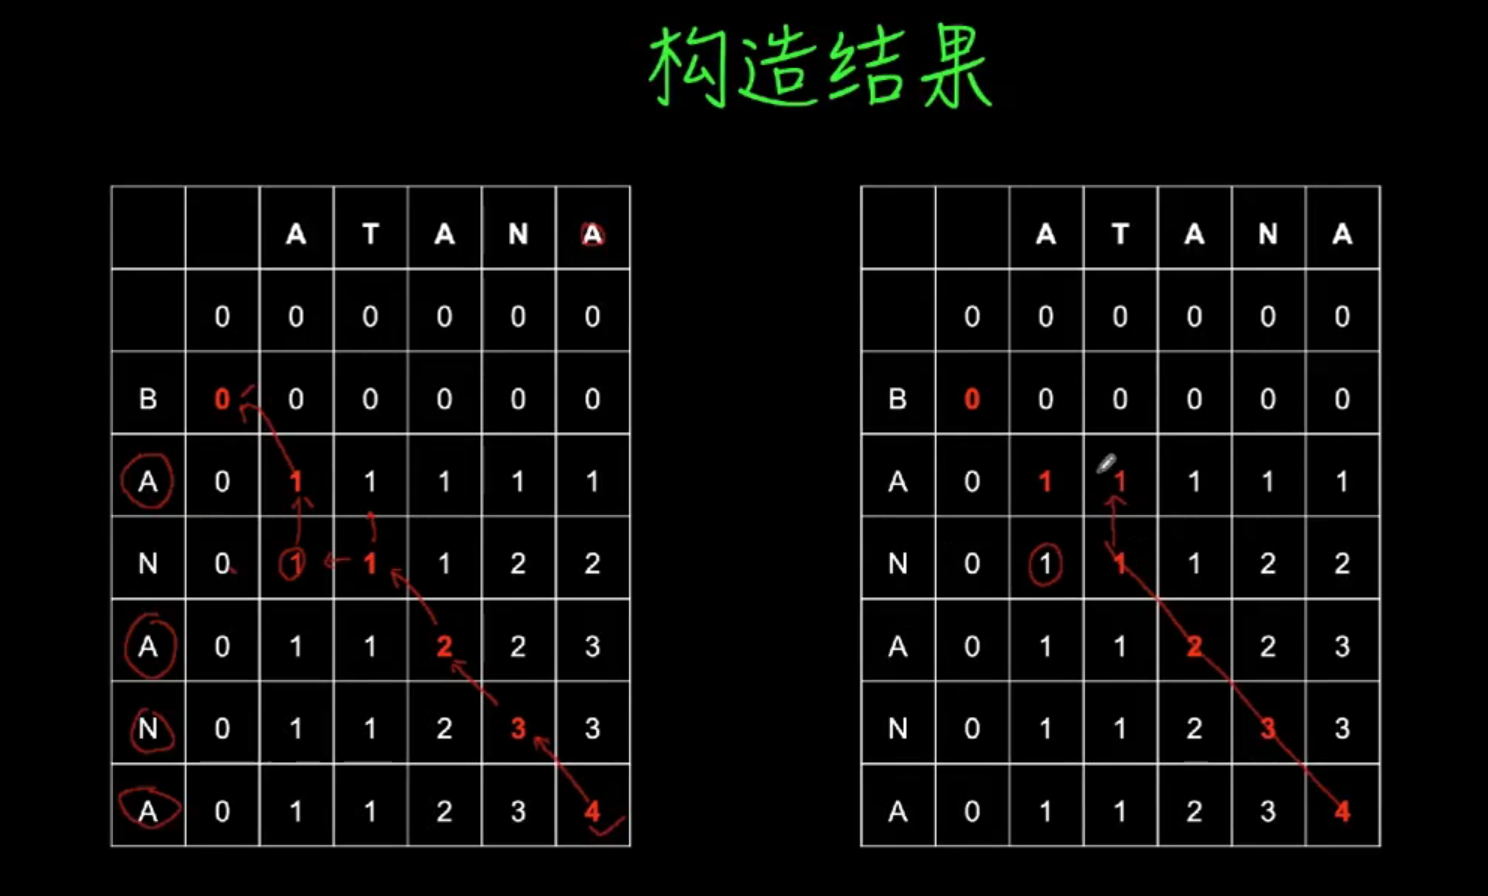 构造结果
A T A N A A T A N A
0 0 0 0 0 0 0 0 0 0 0 0
B 0 0 0 0 0 0 B 0 0 0 0 0 0
A 0 1 1 1 1 1 A 0 1 1 1 1 1
N 0 1 1 1 2 2 N 0 1 1 1 2 2
A 0 1 1 2 2 3 A 0 1 1 2 2 3
N 0 1 1 2 3 3 N 0 1 1 2 3 3
A 0 1 1 2 3 4 A 0 1 1 2 3 4